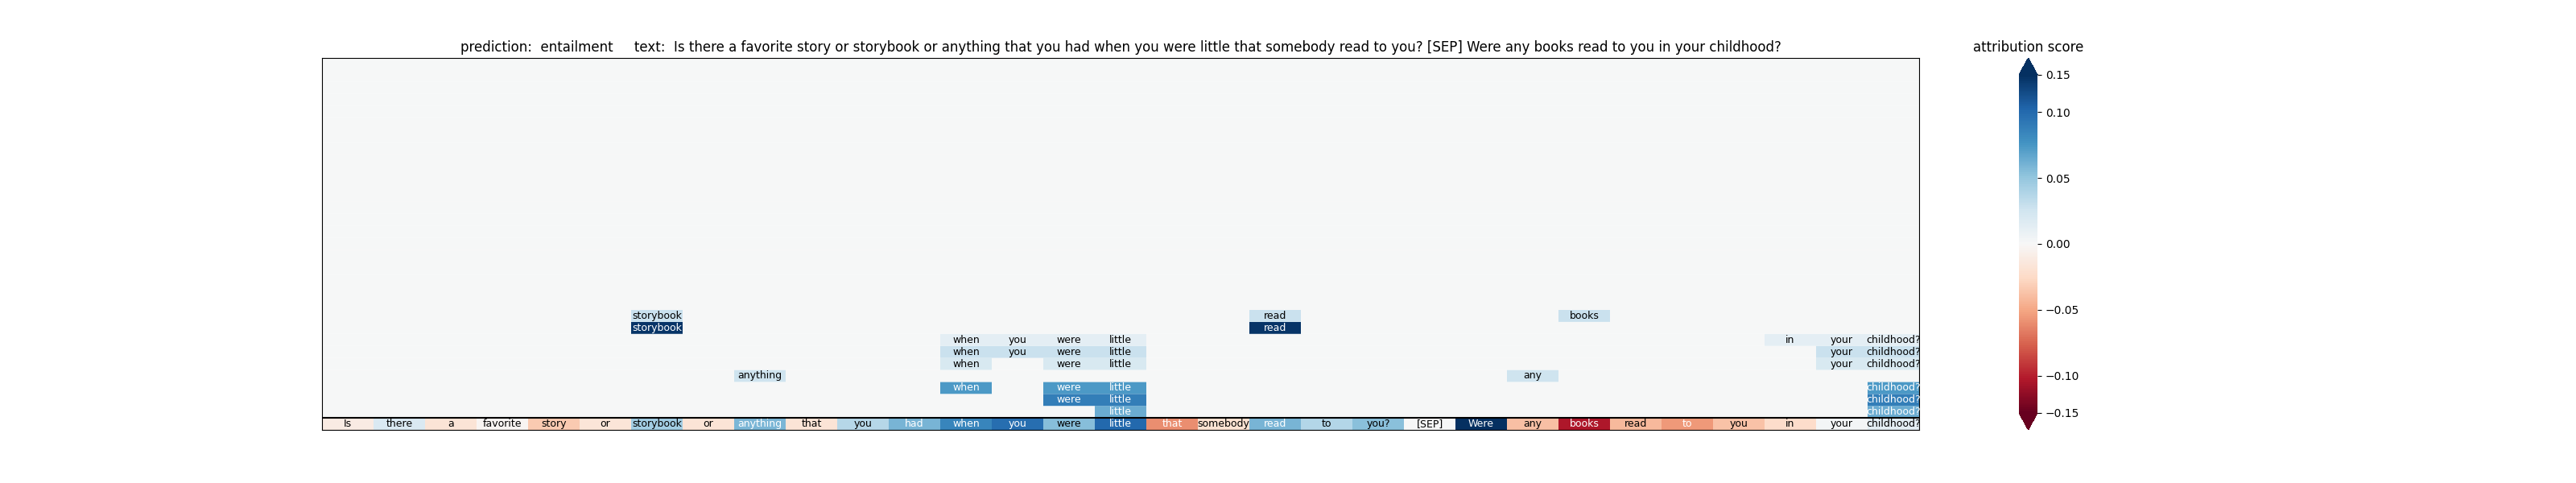 prediction:  entailment     text:  Is there a favorite story or storybook or anything that you had when you were little that somebody read to you? [SEP] Were any books read to you in your childhood?
attribution score
0.15
0.10
0.05
0.00
−0.05
−0.10
−0.15
storybook read books
storybook read
when you were little in your childhood?
when you were little your childhood?
when were little your childhood?
anything any
when were little childhood?
were little childhood?
little childhood?
Is there a favorite story or storybook or anything that you had when you were little that somebody read to you? [SEP] Were any books read to you in your childhood?